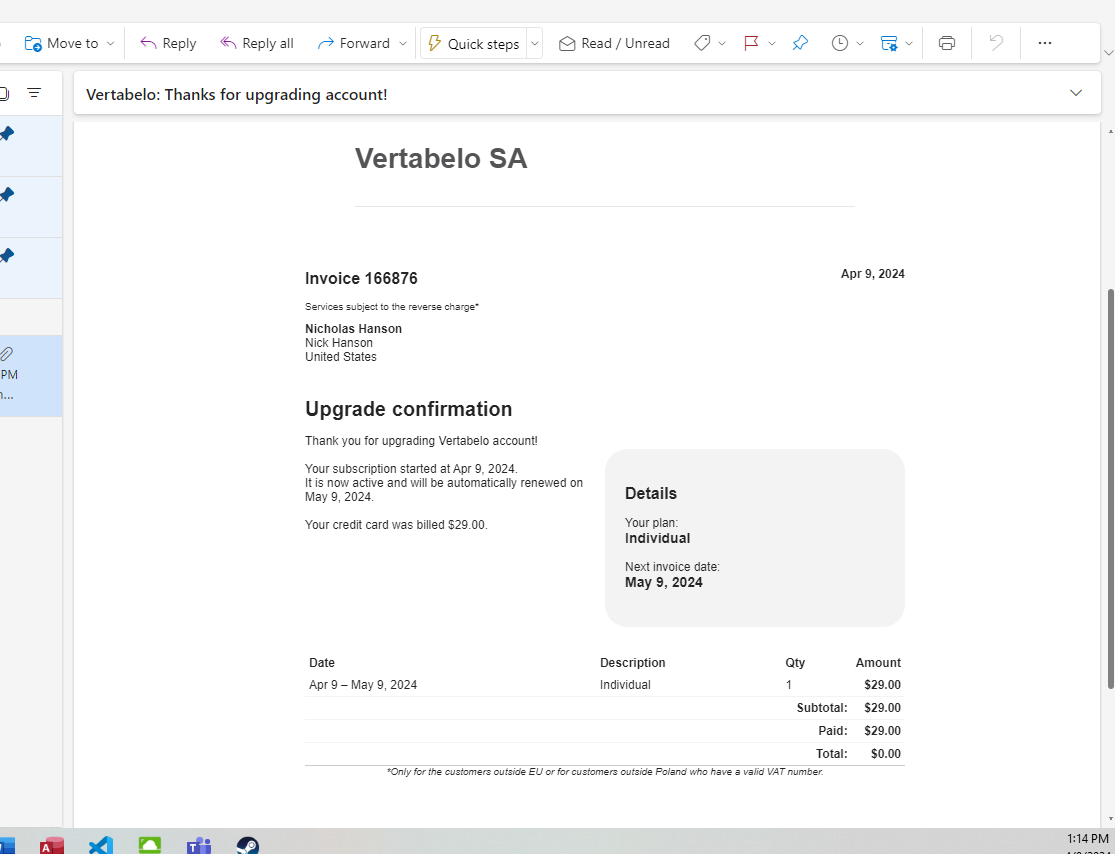 Move to
Reply
Reply all
Forward
Quick steps
Read / Unread
Vertabelo: Thanks for upgrading account!
PM
Vertabelo SA
Invoice 166876
Apr 9, 2024
Services subject to the reverse charge*
Nicholas Hanson
Nick Hanson
United States
Upgrade confirmation
Thank you for upgrading Vertabelo account!
Your subscription started at Apr 9, 2024.
It is now active and will be automatically renewed on
May 9, 2024.
Your credit card was billed $29.00.
Details
Your plan:
Individual
Next invoice date:
May 9, 2024
Date Description Qty Amount
Apr 9 – May 9, 2024 Individual 1 $29.00
Subtotal: $29.00
Paid: $29.00
Total: $0.00
*Only for the customers outside EU or for customers outside Poland who have a valid VAT number.
1:14 PM